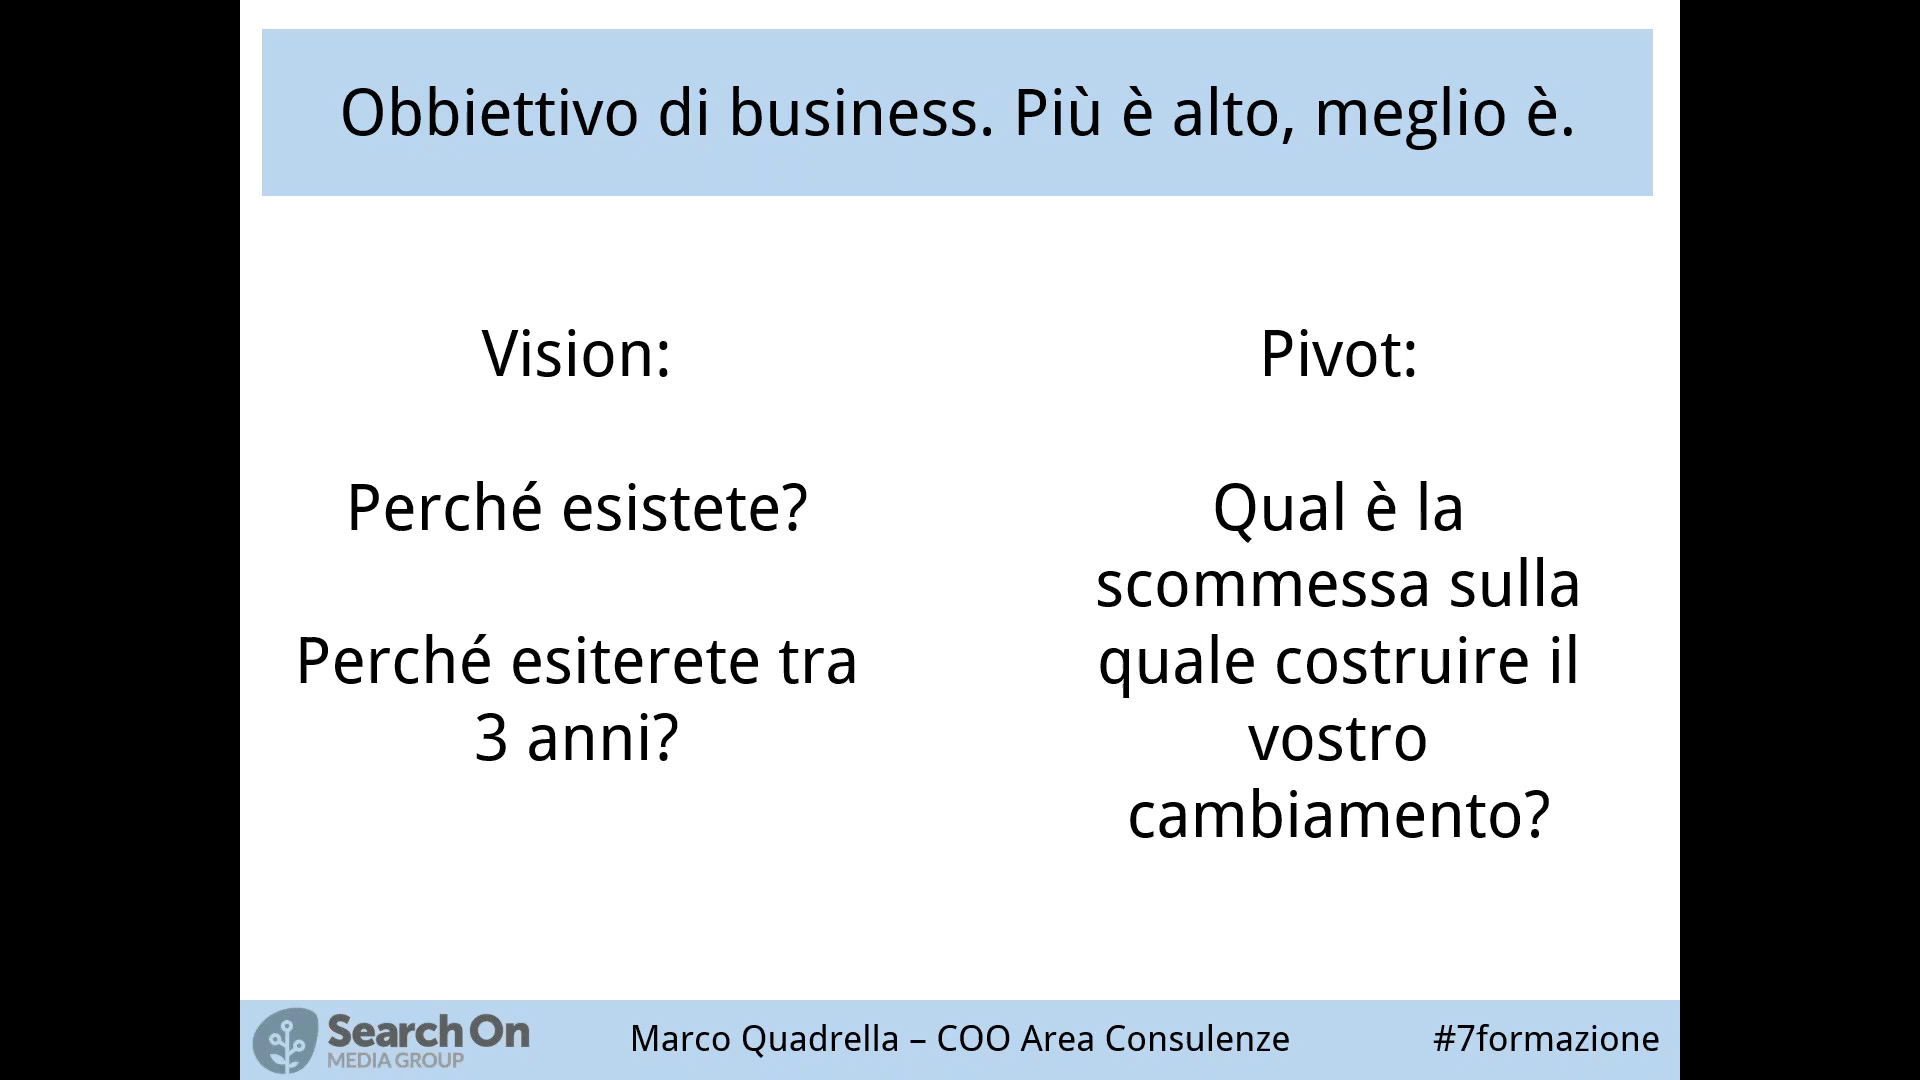 Obbiettivo di business. Più è alto, meglio è.
Vision:
Perché esistete?
Perché esiterete tra
3 anni?
Pivot:
Qual è la
scommessa sulla
quale costruire il
vostro
cambiamento?
Search On
MEDIA GROUP
Marco Quadrella – COO Area Consulenze
#7formazione